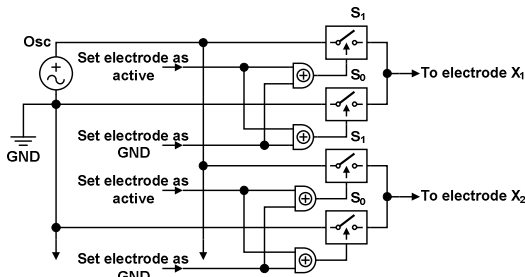 S1
Osc
Set electrode as
active
S0
To electrode X1
Set electrode as
GND
GND
S1
Set electrode as
active
S0
To electrode X2
Set electrode as
GND